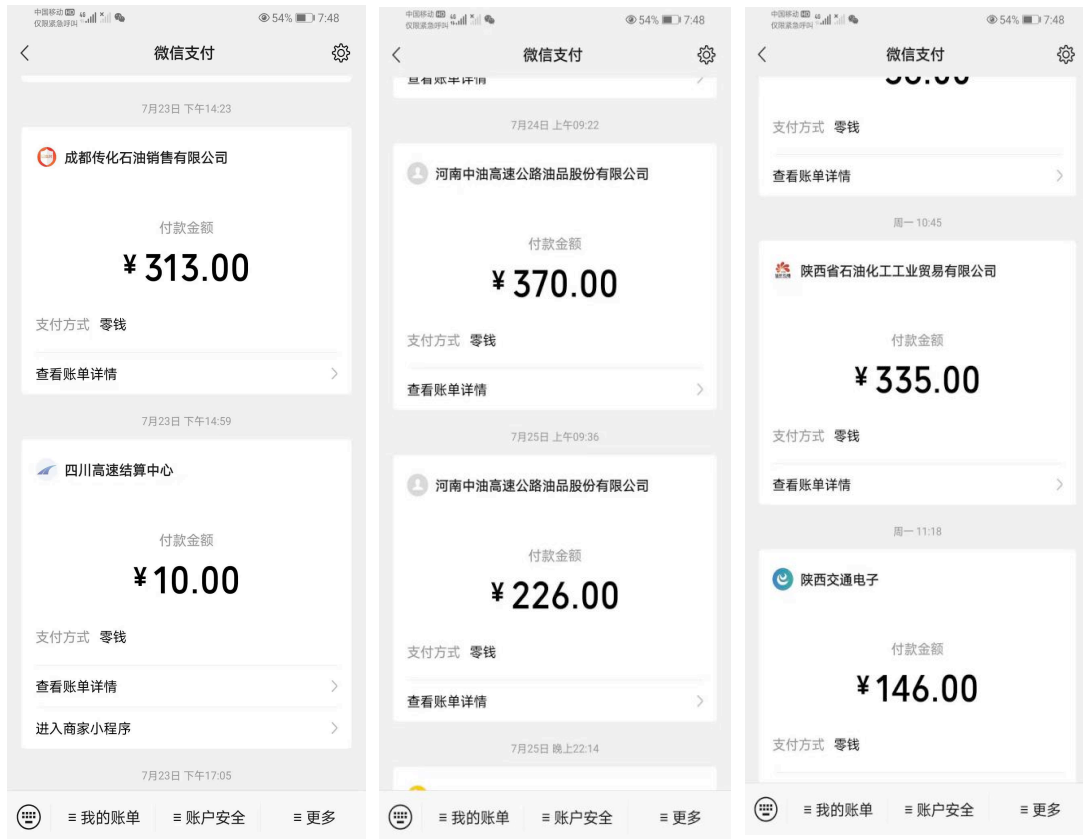 中国移动 HD 46
仅限紧急呼叫
54% 7:48
微信支付
7月23日 下午14:23
成都传化石油销售有限公司
付款金额
¥313.00
支付方式 零钱
查看账单详情
7月23日 下午14:59
四川高速结算中心
付款金额
¥10.00
支付方式 零钱
查看账单详情
进入商家小程序
7月23日 下午17:05
≡我的账单 ≡账户安全 ≡更多
中国移动 HD 46
仅限紧急呼叫
54% 7:48
微信支付
查看账单详情
7月24日 上午09:22
河南中油高速公路油品股份有限公司
付款金额
¥370.00
支付方式 零钱
查看账单详情
7月25日 上午09:36
河南中油高速公路油品股份有限公司
付款金额
¥226.00
支付方式 零钱
查看账单详情
7月25日 晚上22:14
≡我的账单 ≡账户安全 ≡更多
中国移动 HD 46
仅限紧急呼叫
54% 7:48
微信支付
支付方式 零钱
查看账单详情
周一 10:45
陕西省石油化工工业贸易有限公司
付款金额
¥335.00
支付方式 零钱
查看账单详情
周一 11:18
陕西交通电子
付款金额
¥146.00
支付方式 零钱
≡我的账单 ≡账户安全 ≡更多